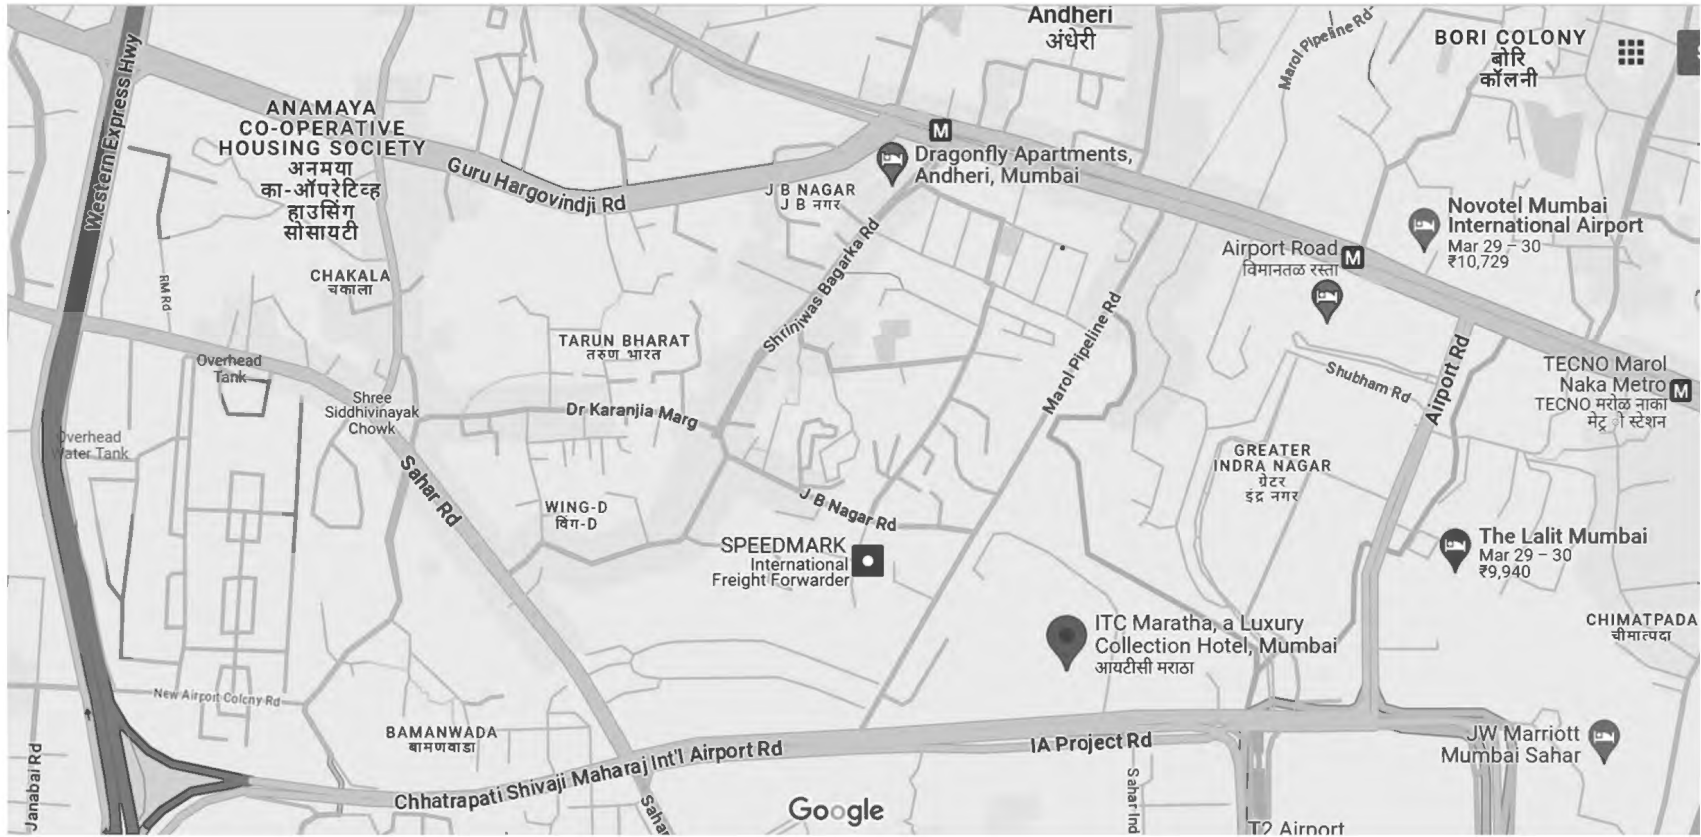 Andheri
अंधेरी
Marol Pipeline Rd
BORI COLONY
बोरि
कॉलनी
Western Express Hwy
ANAMAYA
CO-OPERATIVE
HOUSING SOCIETY
अनमया
का-ऑपरेटिव्ह
हाउसिंग
सोसायटी
Guru Hargovindji Rd
M
Dragonfly Apartments,
Andheri, Mumbai
J B NAGAR
J B नगर
Novotel Mumbai
International Airport
Mar 29 – 30
₹10,729
Airport Road
विमानतळ रस्ता
M
CHAKALA
चकाला
RM Rd
Shriniwas Bagarka Rd
Marol Pipeline Rd
TARUN BHARAT
तरुण भारत
Overhead
Tank
Shree
Siddhivinayak
Chowk
Dr Karanjia Marg
Shubham Rd
Airport Rd
TECNO Marol
Naka Metro
TECNO मरोळ नाका
M
Overhead
Water Tank
Sahar Rd
GREATER
INDRA NAGAR
ग्रेटर
इंद्र नगर
WING-D
विंग-D
J B Nagar Rd
SPEEDMARK
International
Freight Forwarder
The Lalit Mumbai
Mar 29 – 30
₹9,940
ITC Maratha, a Luxury
Collection Hotel, Mumbai
आयटीसी मराठा
CHIMATPADA
चीमात्पदा
New Airport Colony Rd
BAMANWADA
बामणवाडा
Janabai Rd
Chhatrapati Shivaji Maharaj Int'l Airport Rd
IA Project Rd
JW Marriott
Mumbai Sahar
Sahar
Sahar Ind
Google
T2 Airport